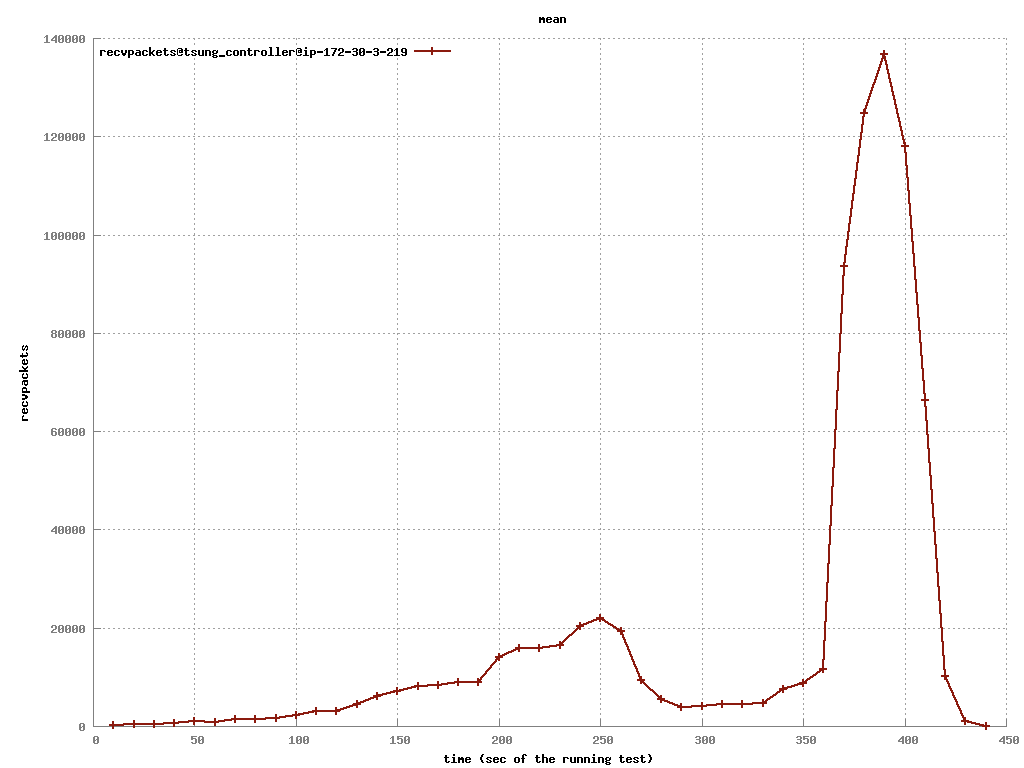 mean
recvpackets@tsung_controller@ip-172-30-3-219
140000
120000
100000
80000
60000
40000
20000
0
recvpackets
0 50 100 150 200 250 300 350 400 450
time (sec of the running test)